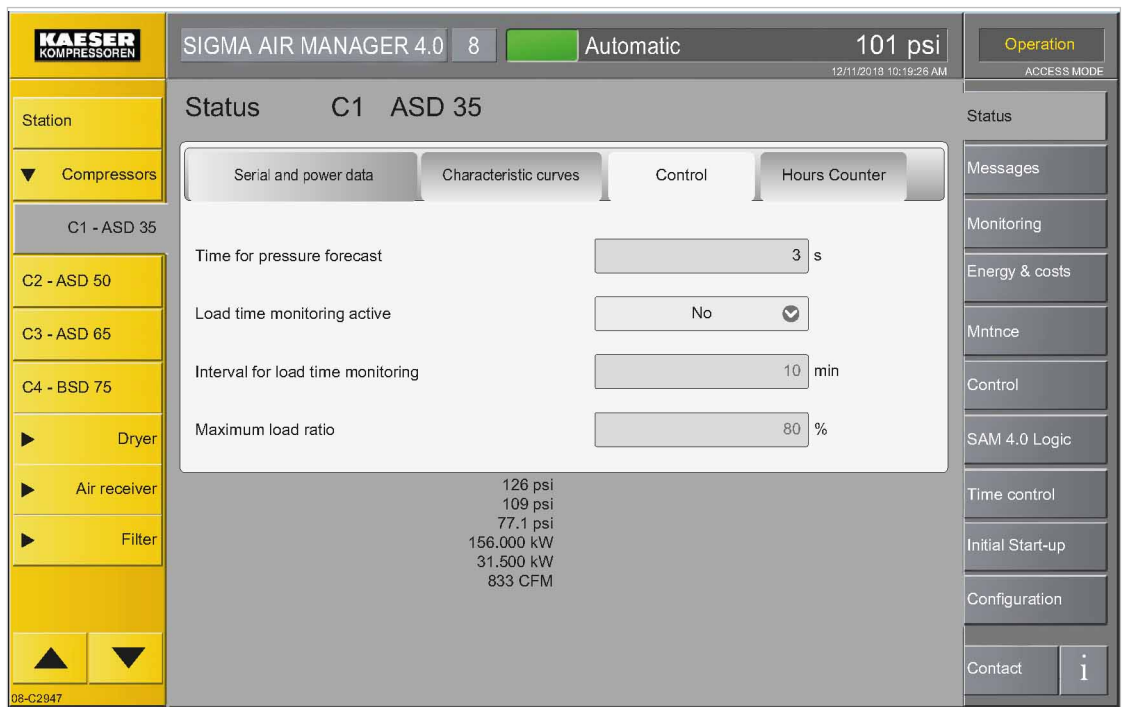 KAESER
KOMPRESSOREN
SIGMA AIR MANAGER 4.0 8 Automatic 101 psi
12/11/2018 10:19:26 AM
Operation
ACCESS MODE
Station
Compressors
C1 - ASD 35
C2 - ASD 50
C3 - ASD 65
C4 - BSD 75
Dryer
Air receiver
Filter
08-C2947
Status C1 ASD 35
Serial and power data Characteristic curves Control Hours Counter
Time for pressure forecast 3 s
Load time monitoring active No
Interval for load time monitoring 10 min
Maximum load ratio 80 %
126 psi
109 psi
77.1 psi
156.000 kW
31.500 kW
833 CFM
Status
Messages
Monitoring
Energy & costs
Mntnce
Control
SAM 4.0 Logic
Time control
Initial Start-up
Configuration
Contact i